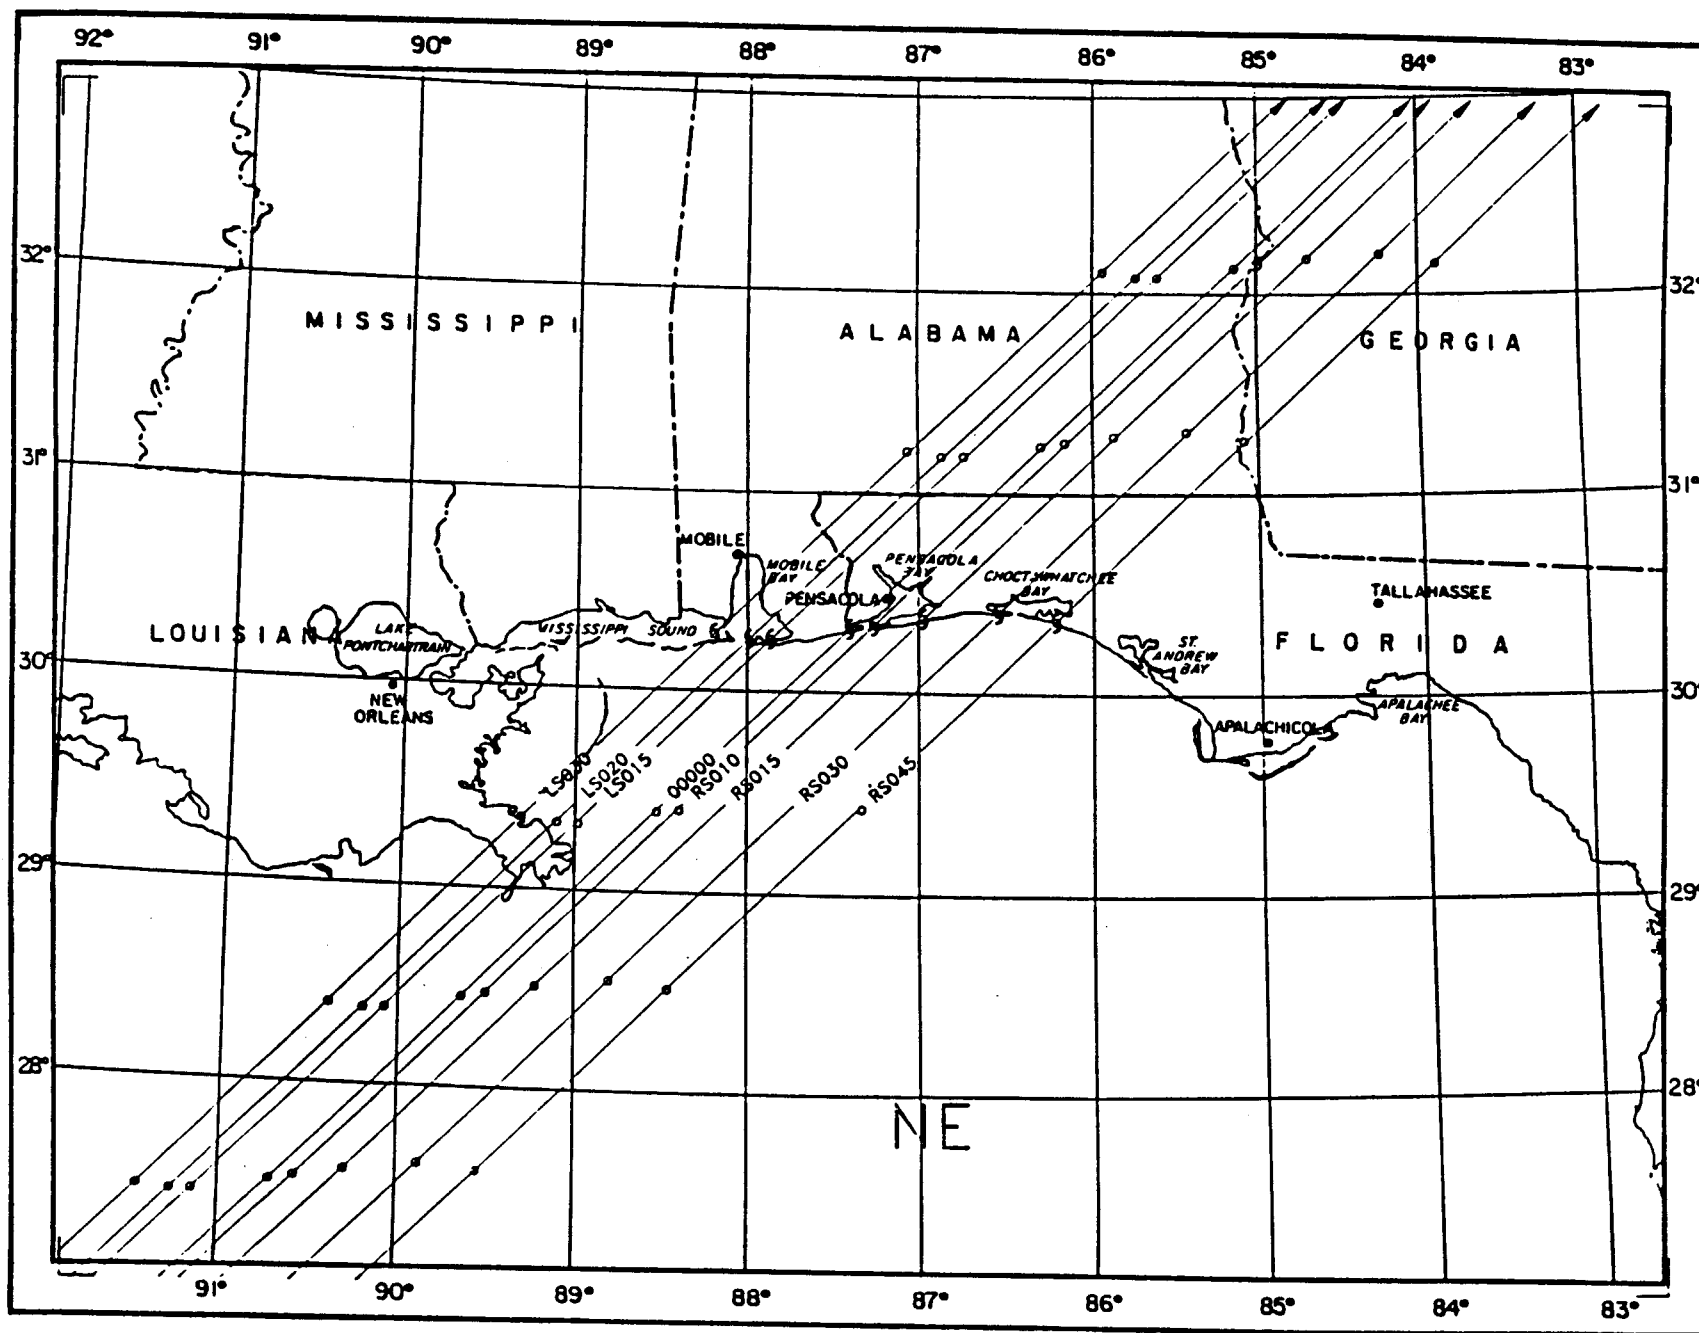 92° 91° 90° 89° 88° 87° 86° 85° 84° 83°
32° 32°
MISSISSIPPI ALABAMA GEORGIA
31° 31°
MOBILE
MOBILE BAY
PENSACOLA BAY
PENSACOLA
CHOCTAWHATCHEE BAY
TALLAHASSEE
LOUISIANA
LAKE PONTCHARTRAIN
MISSISSIPPI SOUND
FLORIDA
ST. ANDREW BAY
30° 30°
NEW ORLEANS
APALACHEE BAY
APALACHICOLA
LS030 LS020 LS015 00000 RS010 RS015 RS030 RS045
29° 29°
28° 28°
NE
91° 90° 89° 88° 87° 86° 85° 84° 83°